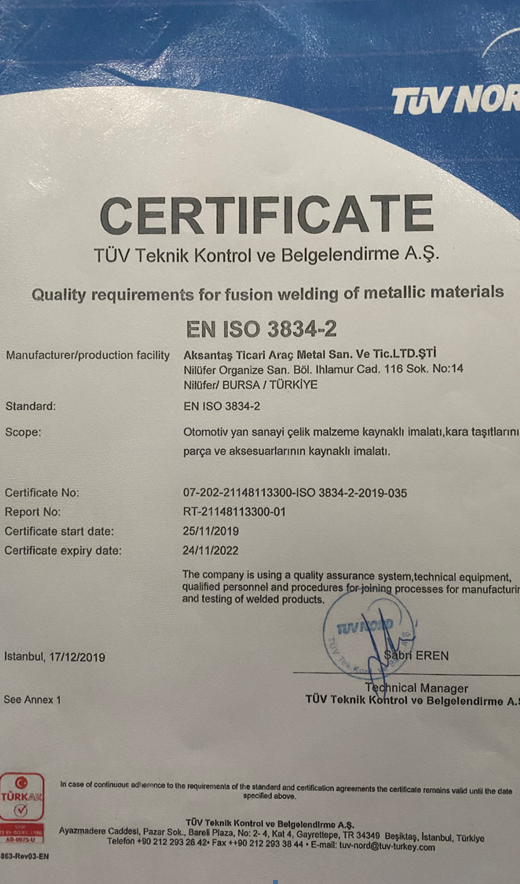 TÜV NOR
CERTIFICATE
TÜV Teknik Kontrol ve Belgelendirme A.Ş.
Quality requirements for fusion welding of metallic materials
EN ISO 3834-2
Manufacturer/production facility Aksantaş Ticari Araç Metal San. Ve Tic.LTD.ŞTİ
Nilüfer Organize San. Böl. Ihlamur Cad. 116 Sok. No:14
Nilüfer/ BURSA / TÜRKİYE
Standard: EN ISO 3834-2
Scope: Otomotiv yan sanayi çelik malzeme kaynaklı imalatı,kara taşıtlarını
parça ve aksesuarlarının kaynaklı imalatı.
Certificate No: 07-202-21148113300-ISO 3834-2-2019-035
Report No: RT-21148113300-01
Certificate start date: 25/11/2019
Certificate expiry date: 24/11/2022
The company is using a quality assurance system,technical equipment,
qualified personnel and procedures for joining processes for manufacturin
and testing of welded products.
TÜV NORD
Istanbul, 17/12/2019
Sabri EREN
Technical Manager
See Annex 1 TÜV Teknik Kontrol ve Belgelendirme A.Ş
In case of continuous adherence to the requirements of the standard and certification agreements the certificate remains valid until the date
specified above.
TÜRKAK
AB-0075-U
863-Rev03-EN
TÜV Teknik Kontrol ve Belgelendirme A.Ş.
Ayazmadere Caddesi, Pazar Sok., Bareli Plaza, No: 2- 4, Kat 4, Gayrettepe, TR 34349 Beşiktaş, İstanbul, Türkiye
Telefon +90 212 293 26 42• Fax ++90 212 293 38 44 • E-mail: tuv-nord@tuv-turkey.com